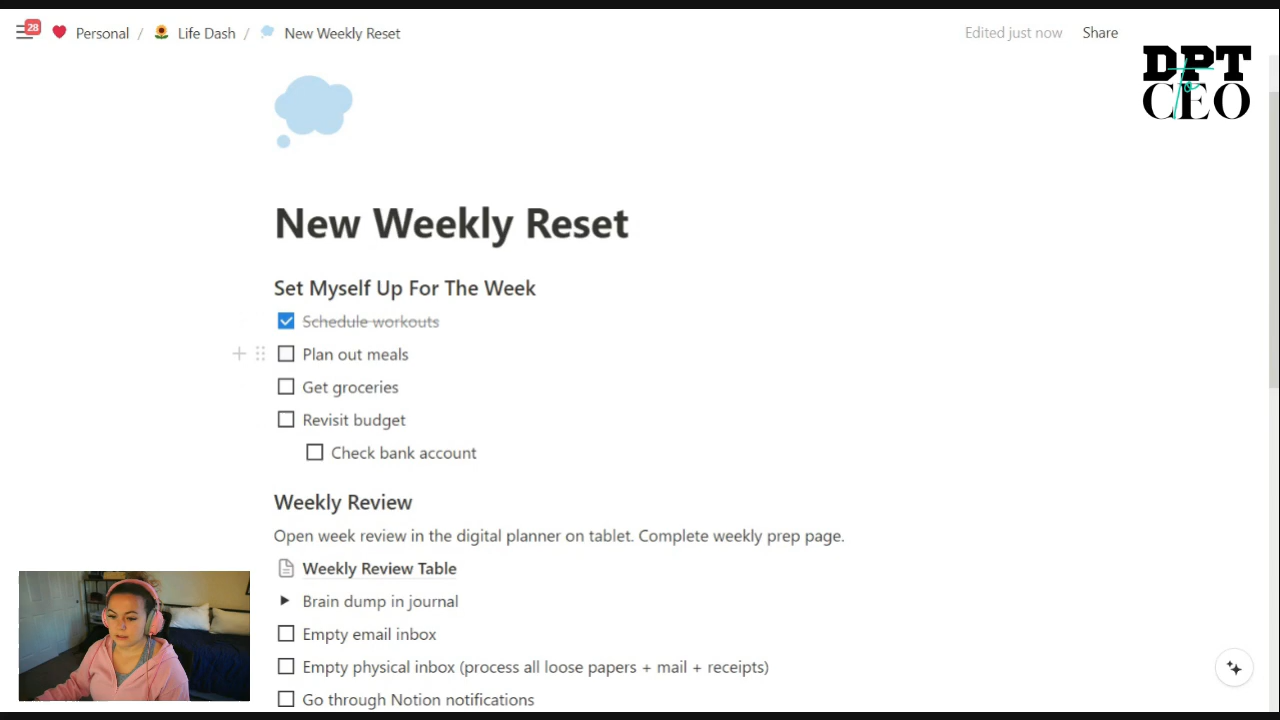 28 Personal / Life Dash / New Weekly Reset Edited just now Share
DPT
to
CEO
New Weekly Reset
Set Myself Up For The Week
Schedule workouts
Plan out meals
Get groceries
Revisit budget
Check bank account
Weekly Review
Open week review in the digital planner on tablet. Complete weekly prep page.
Weekly Review Table
Brain dump in journal
Empty email inbox
Empty physical inbox (process all loose papers + mail + receipts)
Go through Notion notifications